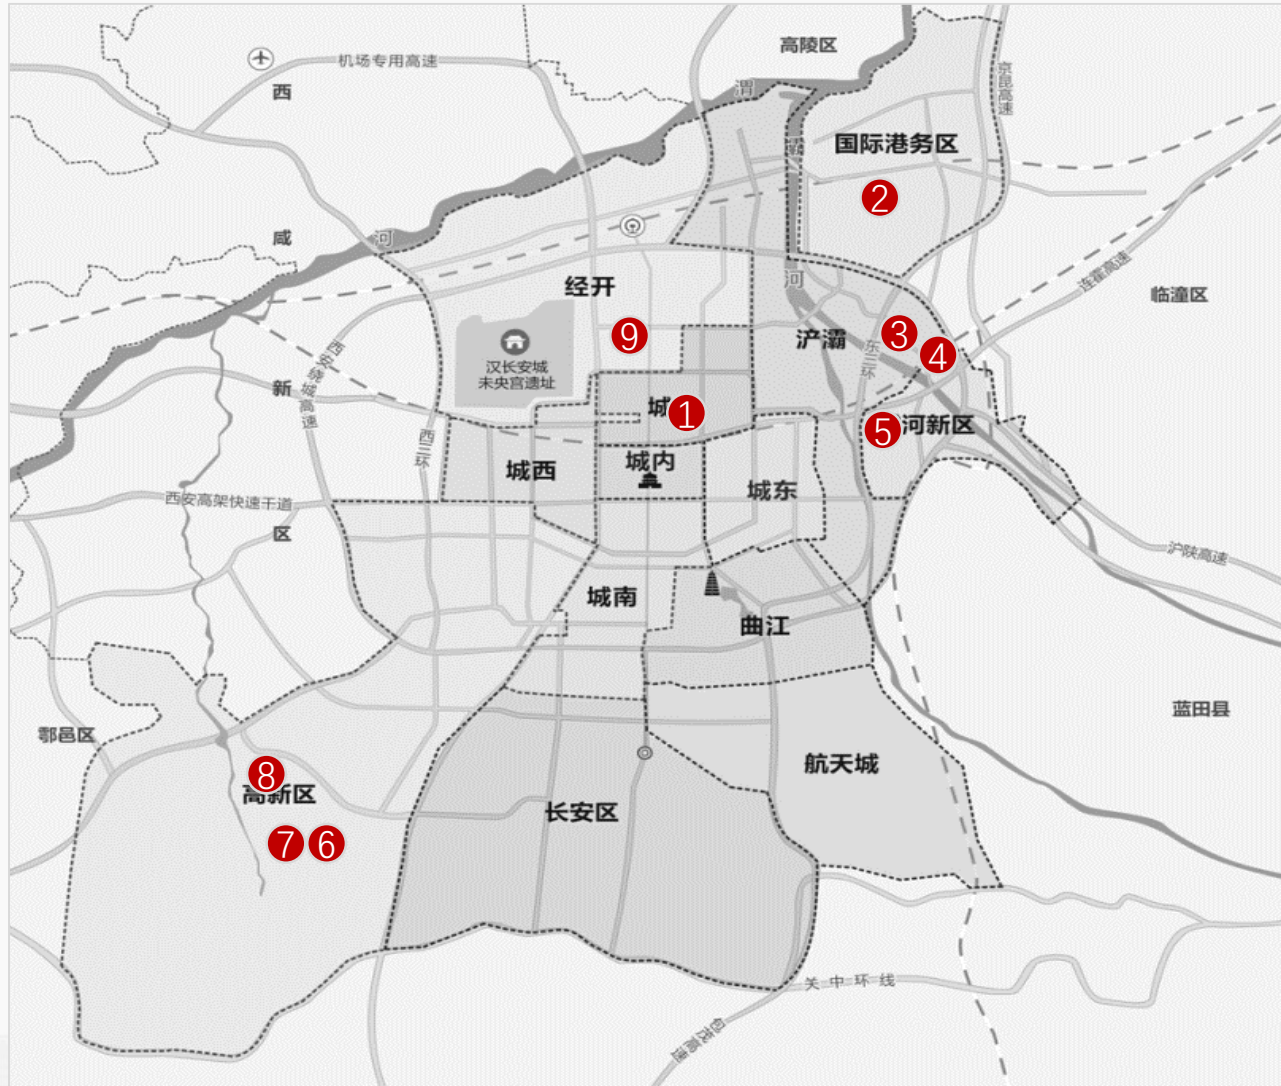 高陵区
机场专用高速
西
渭
京昆高速
灞
国际港务区
2
咸
河
河
连霍高速
经开
临潼区
3
9
浐灞
东三环
4
汉长安城
未央宫遗址
西安绕城高速
新
城
1
5
河新区
西三环
城内
城西
城东
西安高架快速干道
区
沪陕高速
城南
曲江
鄠邑区
蓝田县
航天城
8
高新区
长安区
7
6
关中环线
包茂高速